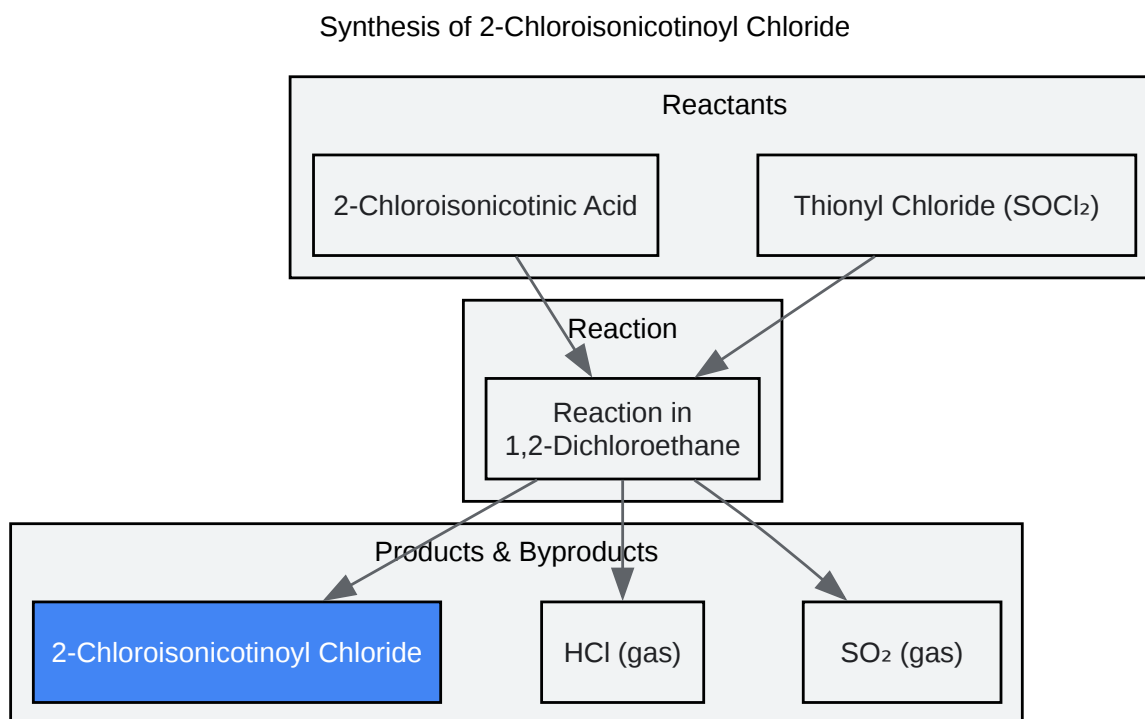 Synthesis of 2-Chloroisonicotinoyl Chloride
Reactants
2-Chloroisonicotinic Acid
Thionyl Chloride (SOCl₂)
Reaction
Reaction in
1,2-Dichloroethane
Products & Byproducts
2-Chloroisonicotinoyl Chloride
HCl (gas)
SO₂ (gas)